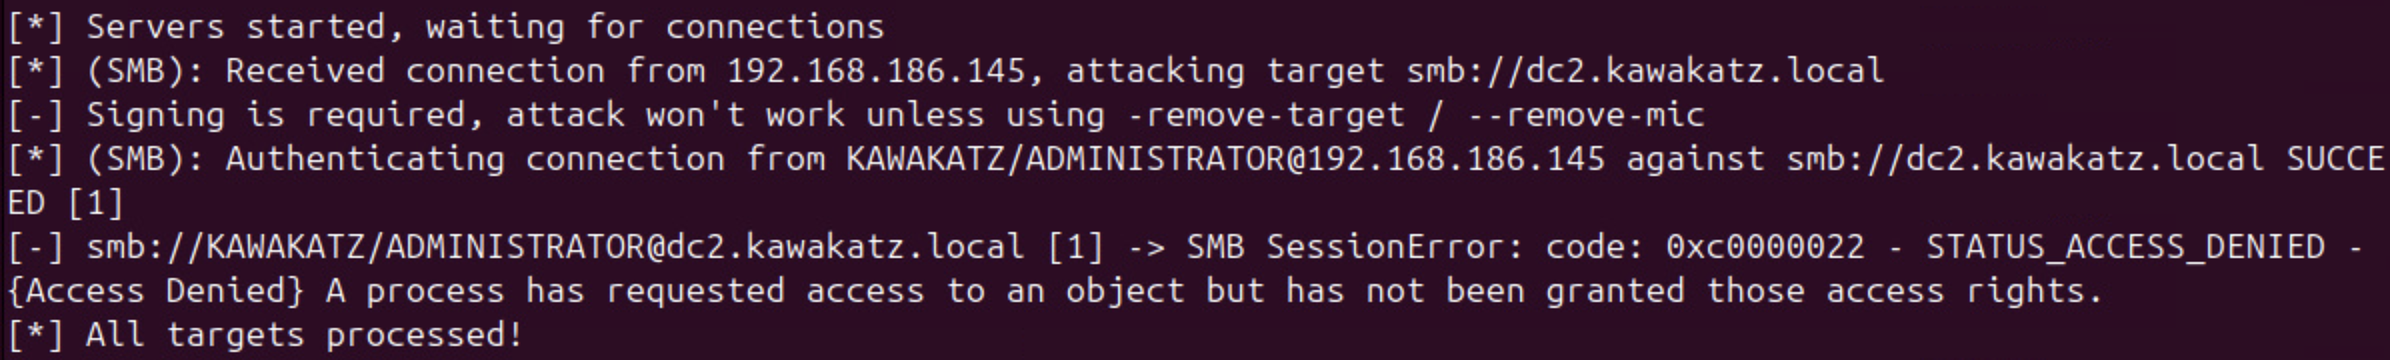 [*] Servers started, waiting for connections
[*] (SMB): Received connection from 192.168.186.145, attacking target smb://dc2.kawakatz.local
[-] Signing is required, attack won't work unless using -remove-target / --remove-mic
[*] (SMB): Authenticating connection from KAWAKATZ/ADMINISTRATOR@192.168.186.145 against smb://dc2.kawakatz.local SUCCE
ED [1]
[-] smb://KAWAKATZ/ADMINISTRATOR@dc2.kawakatz.local [1] -> SMB SessionError: code: 0xc0000022 - STATUS_ACCESS_DENIED -
{Access Denied} A process has requested access to an object but has not been granted those access rights.
[*] All targets processed!